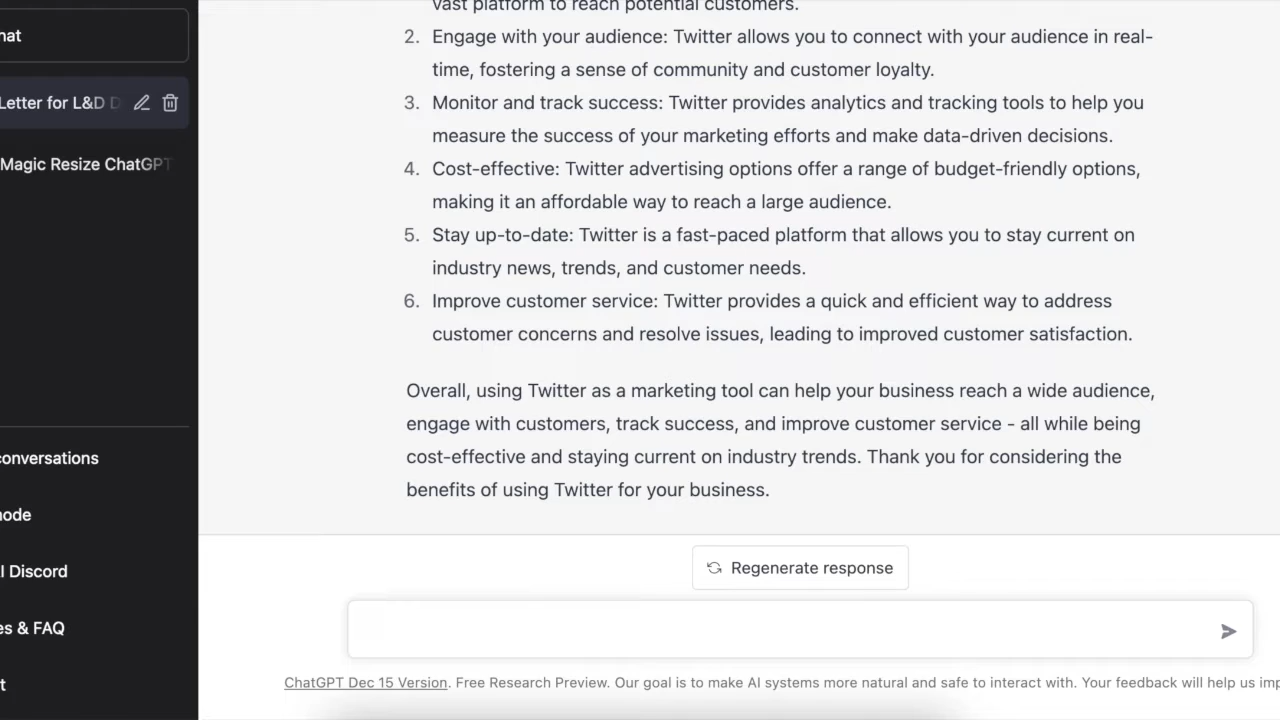 hat
Letter for L&D D
Magic Resize ChatGPT
conversations
mode
I Discord
es & FAQ
t
vast platform to reach potential customers.
2. Engage with your audience: Twitter allows you to connect with your audience in real-
time, fostering a sense of community and customer loyalty.
3. Monitor and track success: Twitter provides analytics and tracking tools to help you
measure the success of your marketing efforts and make data-driven decisions.
4. Cost-effective: Twitter advertising options offer a range of budget-friendly options,
making it an affordable way to reach a large audience.
5. Stay up-to-date: Twitter is a fast-paced platform that allows you to stay current on
industry news, trends, and customer needs.
6. Improve customer service: Twitter provides a quick and efficient way to address
customer concerns and resolve issues, leading to improved customer satisfaction.
Overall, using Twitter as a marketing tool can help your business reach a wide audience,
engage with customers, track success, and improve customer service - all while being
cost-effective and staying current on industry trends. Thank you for considering the
benefits of using Twitter for your business.
Regenerate response
ChatGPT Dec 15 Version. Free Research Preview. Our goal is to make AI systems more natural and safe to interact with. Your feedback will help us imp